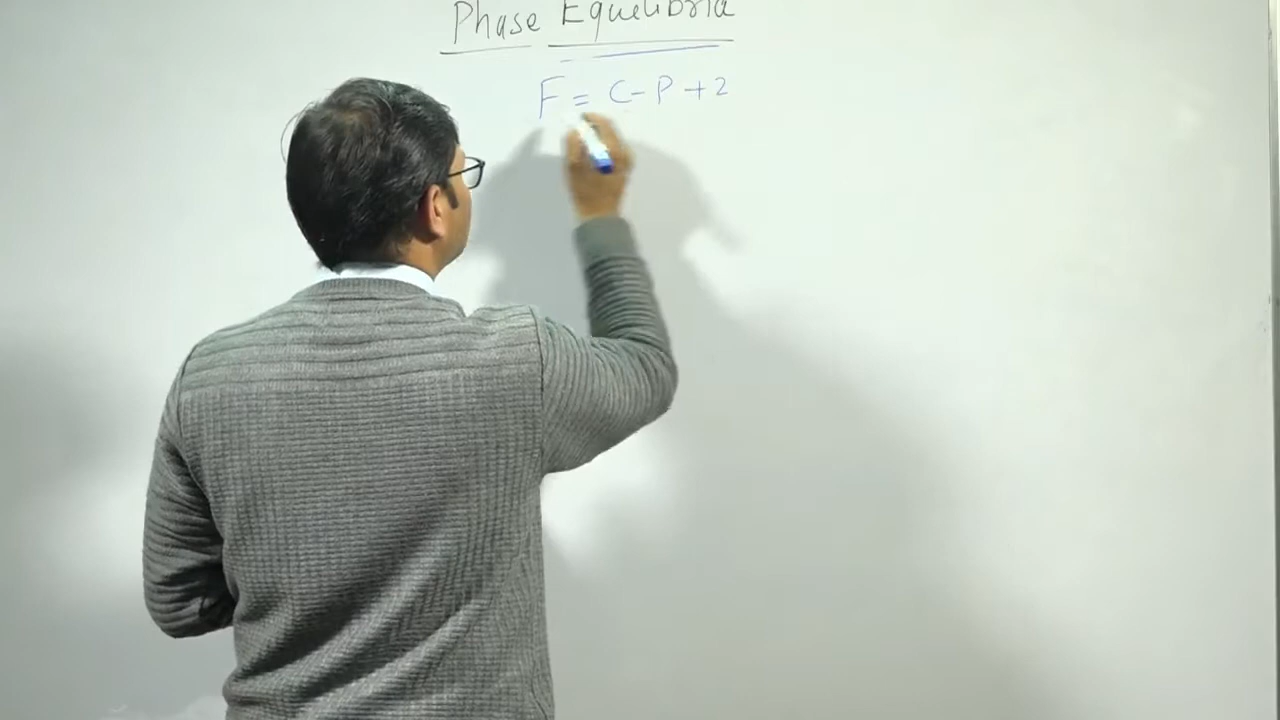 Phase Equilibria
F = C - P + 2